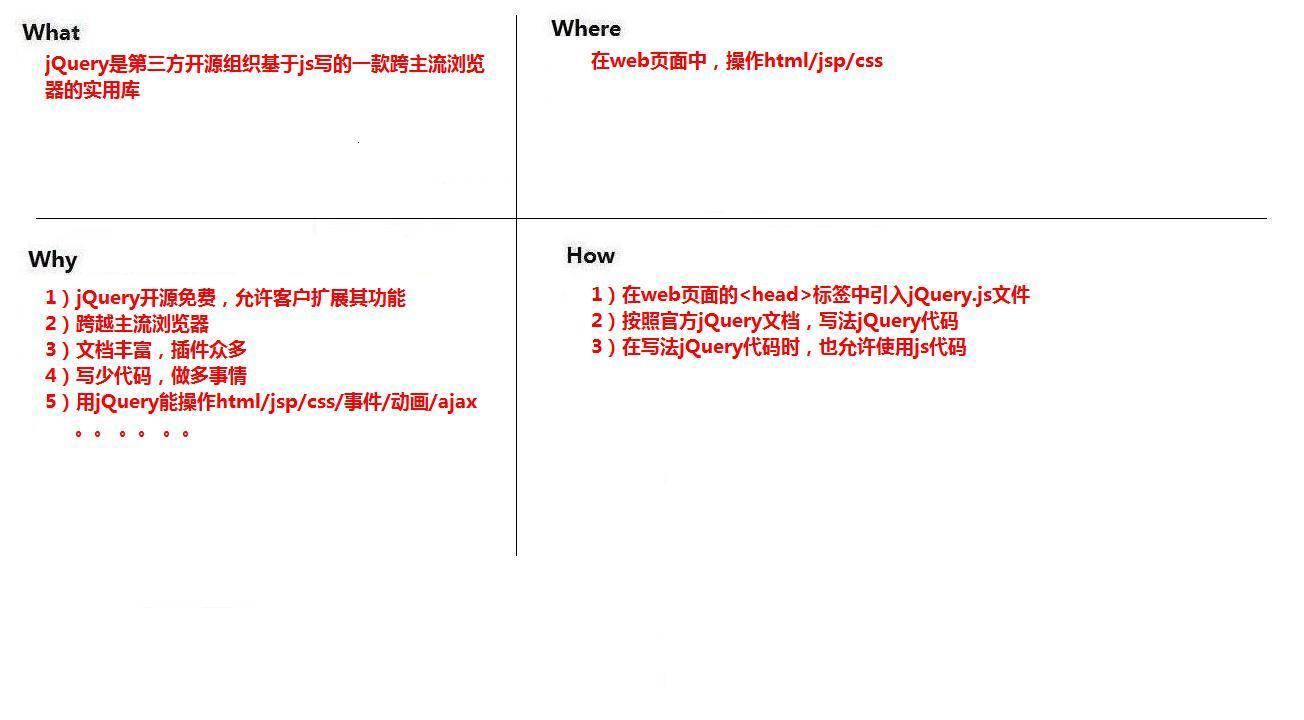 What
jQuery是第三方开源组织基于js写的一款跨主流浏览
器的实用库
Where
在web页面中，操作html/jsp/css
Why
1）jQuery开源免费，允许客户扩展其功能
2）跨越主流浏览器
3）文档丰富，插件众多
4）写少代码，做多事情
5）用jQuery能操作html/jsp/css/事件/动画/ajax
。。。。。。
How
1）在web页面的<head>标签中引入jQuery.js文件
2）按照官方jQuery文档，写法jQuery代码
3）在写法jQuery代码时，也允许使用js代码